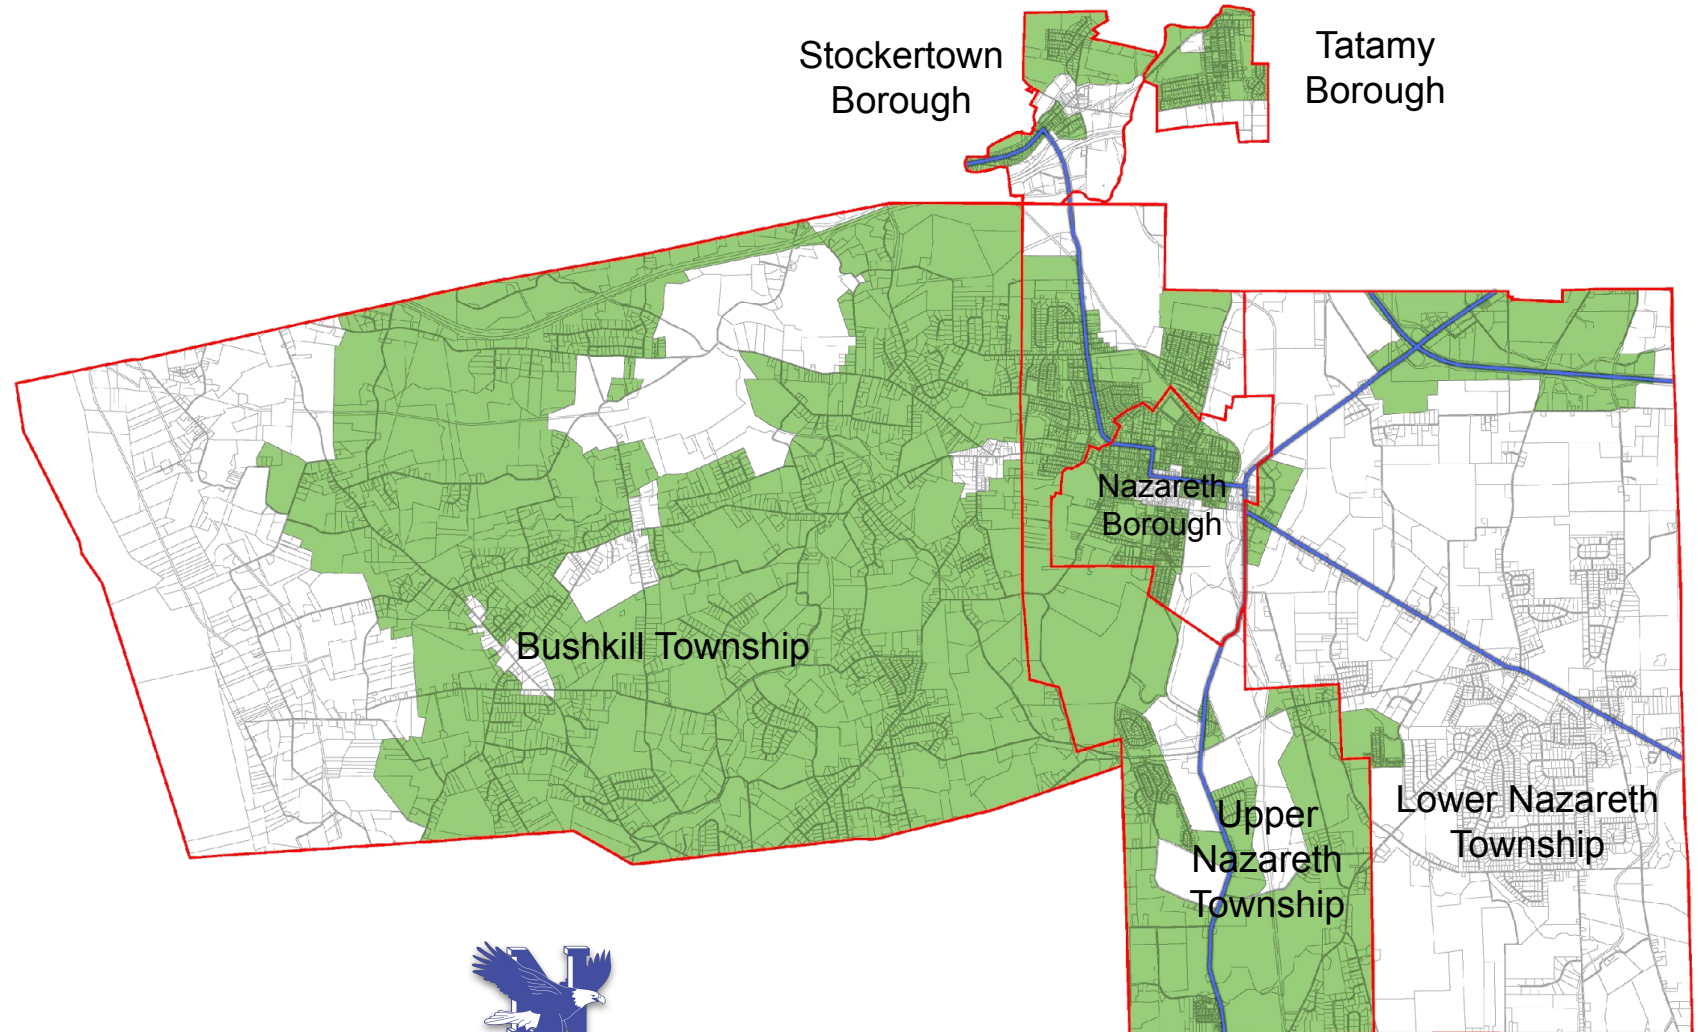 Stockertown
Borough
Tatamy
Borough
Nazareth
Borough
Bushkill Township
Upper
Nazareth
Township
Lower Nazareth
Township
N